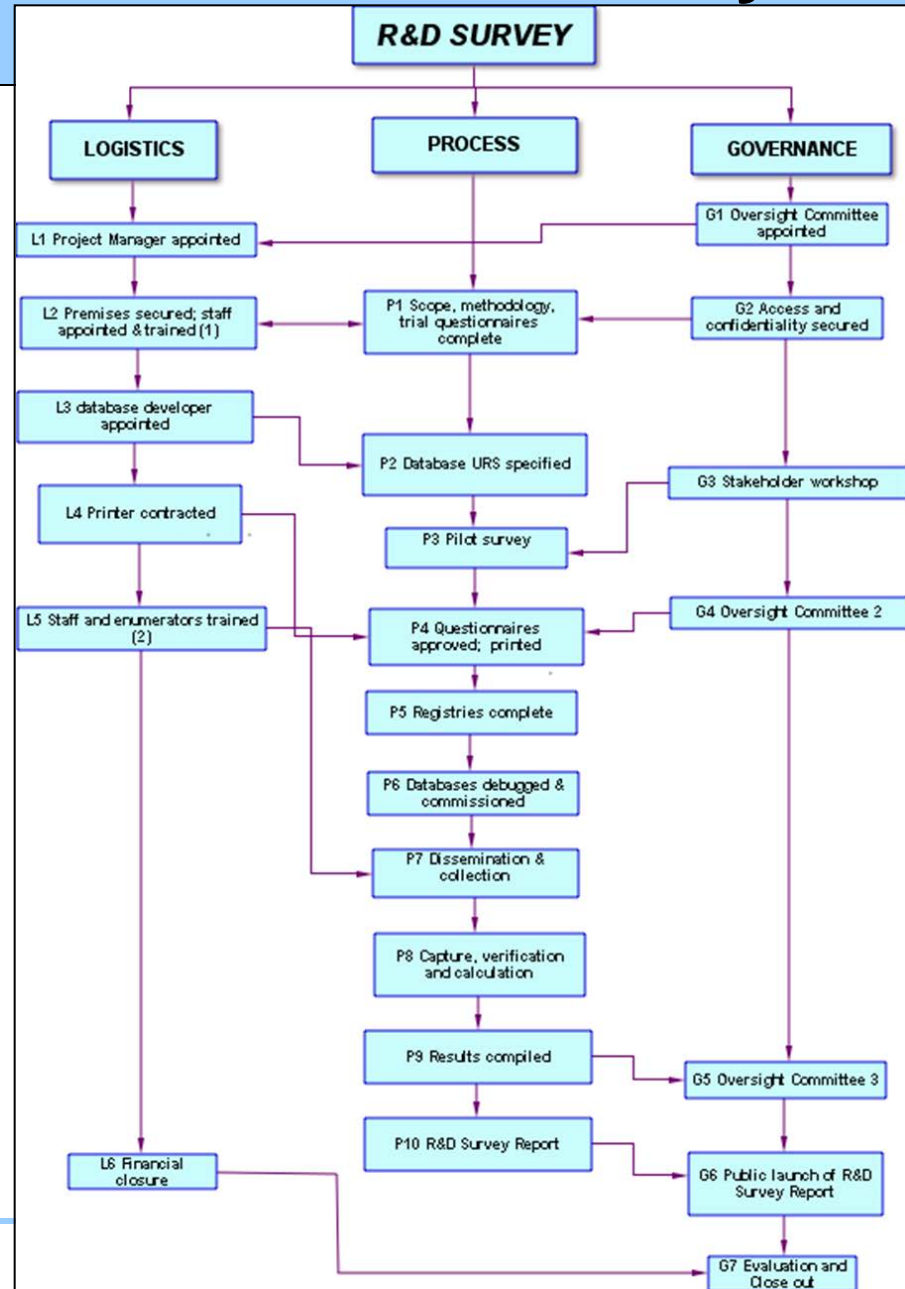 R&D SURVEY
LOGISTICS
PROCESS
GOVERNANCE
G1 Oversight Committee
appointed
L1 Project Manager appointed
L2 Premises secured; staff
appointed & trained (1)
P1 Scope, methodology,
trial questionnaires
complete
G2 Access and
confidentiality secured
L3 database developer
appointed
P2 Database URS specified
G3 Stakeholder workshop
L4 Printer contracted
P3 Pilot survey
L5 Staff and enumerators trained
(2)
P4 Questionnaires
approved; printed
G4 Oversight Committee 2
P5 Registries complete
P6 Databases debugged &
commissioned
P7 Dissemination &
collection
P8 Capture, verification
and calculation
P9 Results compiled
G5 Oversight Committee 3
P10 R&D Survey Report
L6 Financial
closure
G6 Public launch of R&D
Survey Report
G7 Evaluation and
Close out